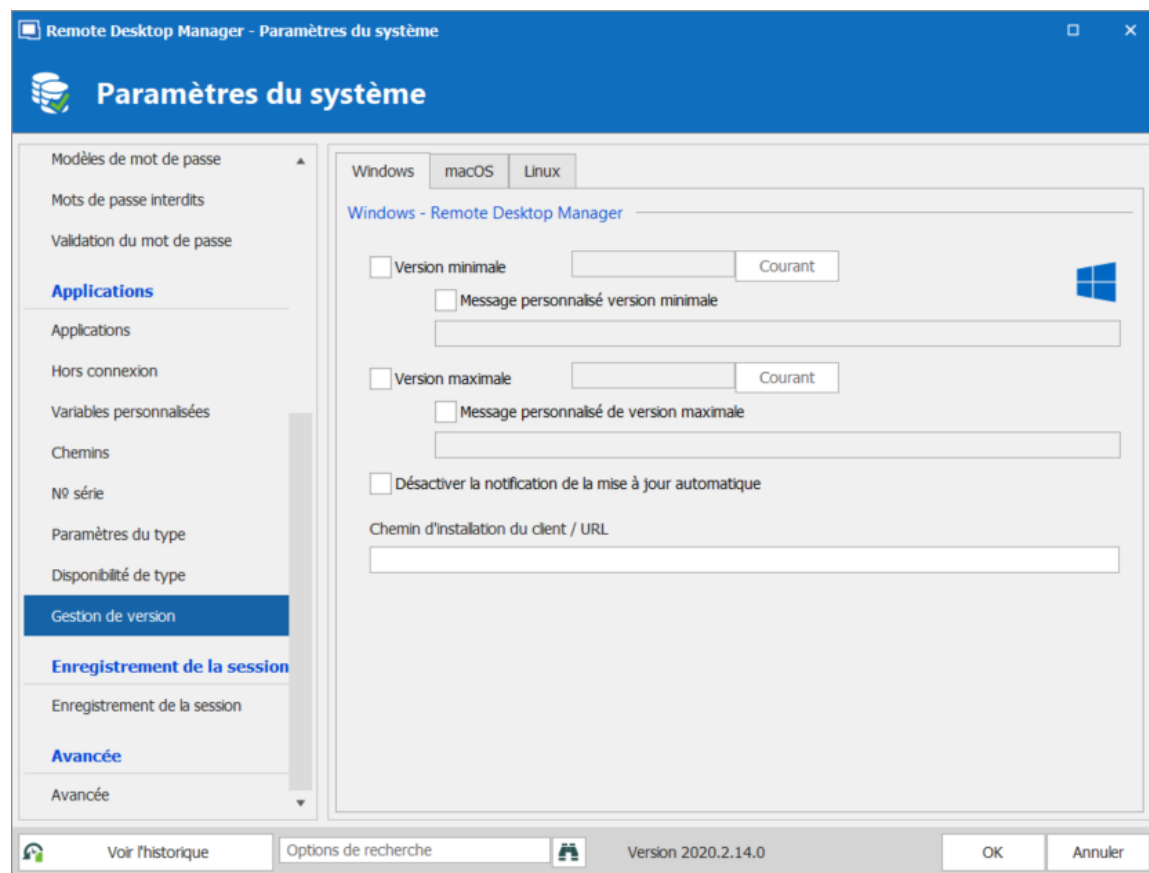 Remote Desktop Manager - Paramètres du système
Paramètres du système
Modèles de mot de passe
Mots de passe interdits
Validation du mot de passe
Applications
Applications
Hors connexion
Variables personnalisées
Chemins
Nº série
Paramètres du type
Disponibilité de type
Gestion de version
Enregistrement de la session
Enregistrement de la session
Avancée
Avancée
Windows macOS Linux
Windows - Remote Desktop Manager
Version minimale Courant
Message personnalisé version minimale
Version maximale Courant
Message personnalisé de version maximale
Désactiver la notification de la mise à jour automatique
Chemin d'installation du client / URL
Voir l'historique Options de recherche Version 2020.2.14.0 OK Annuler